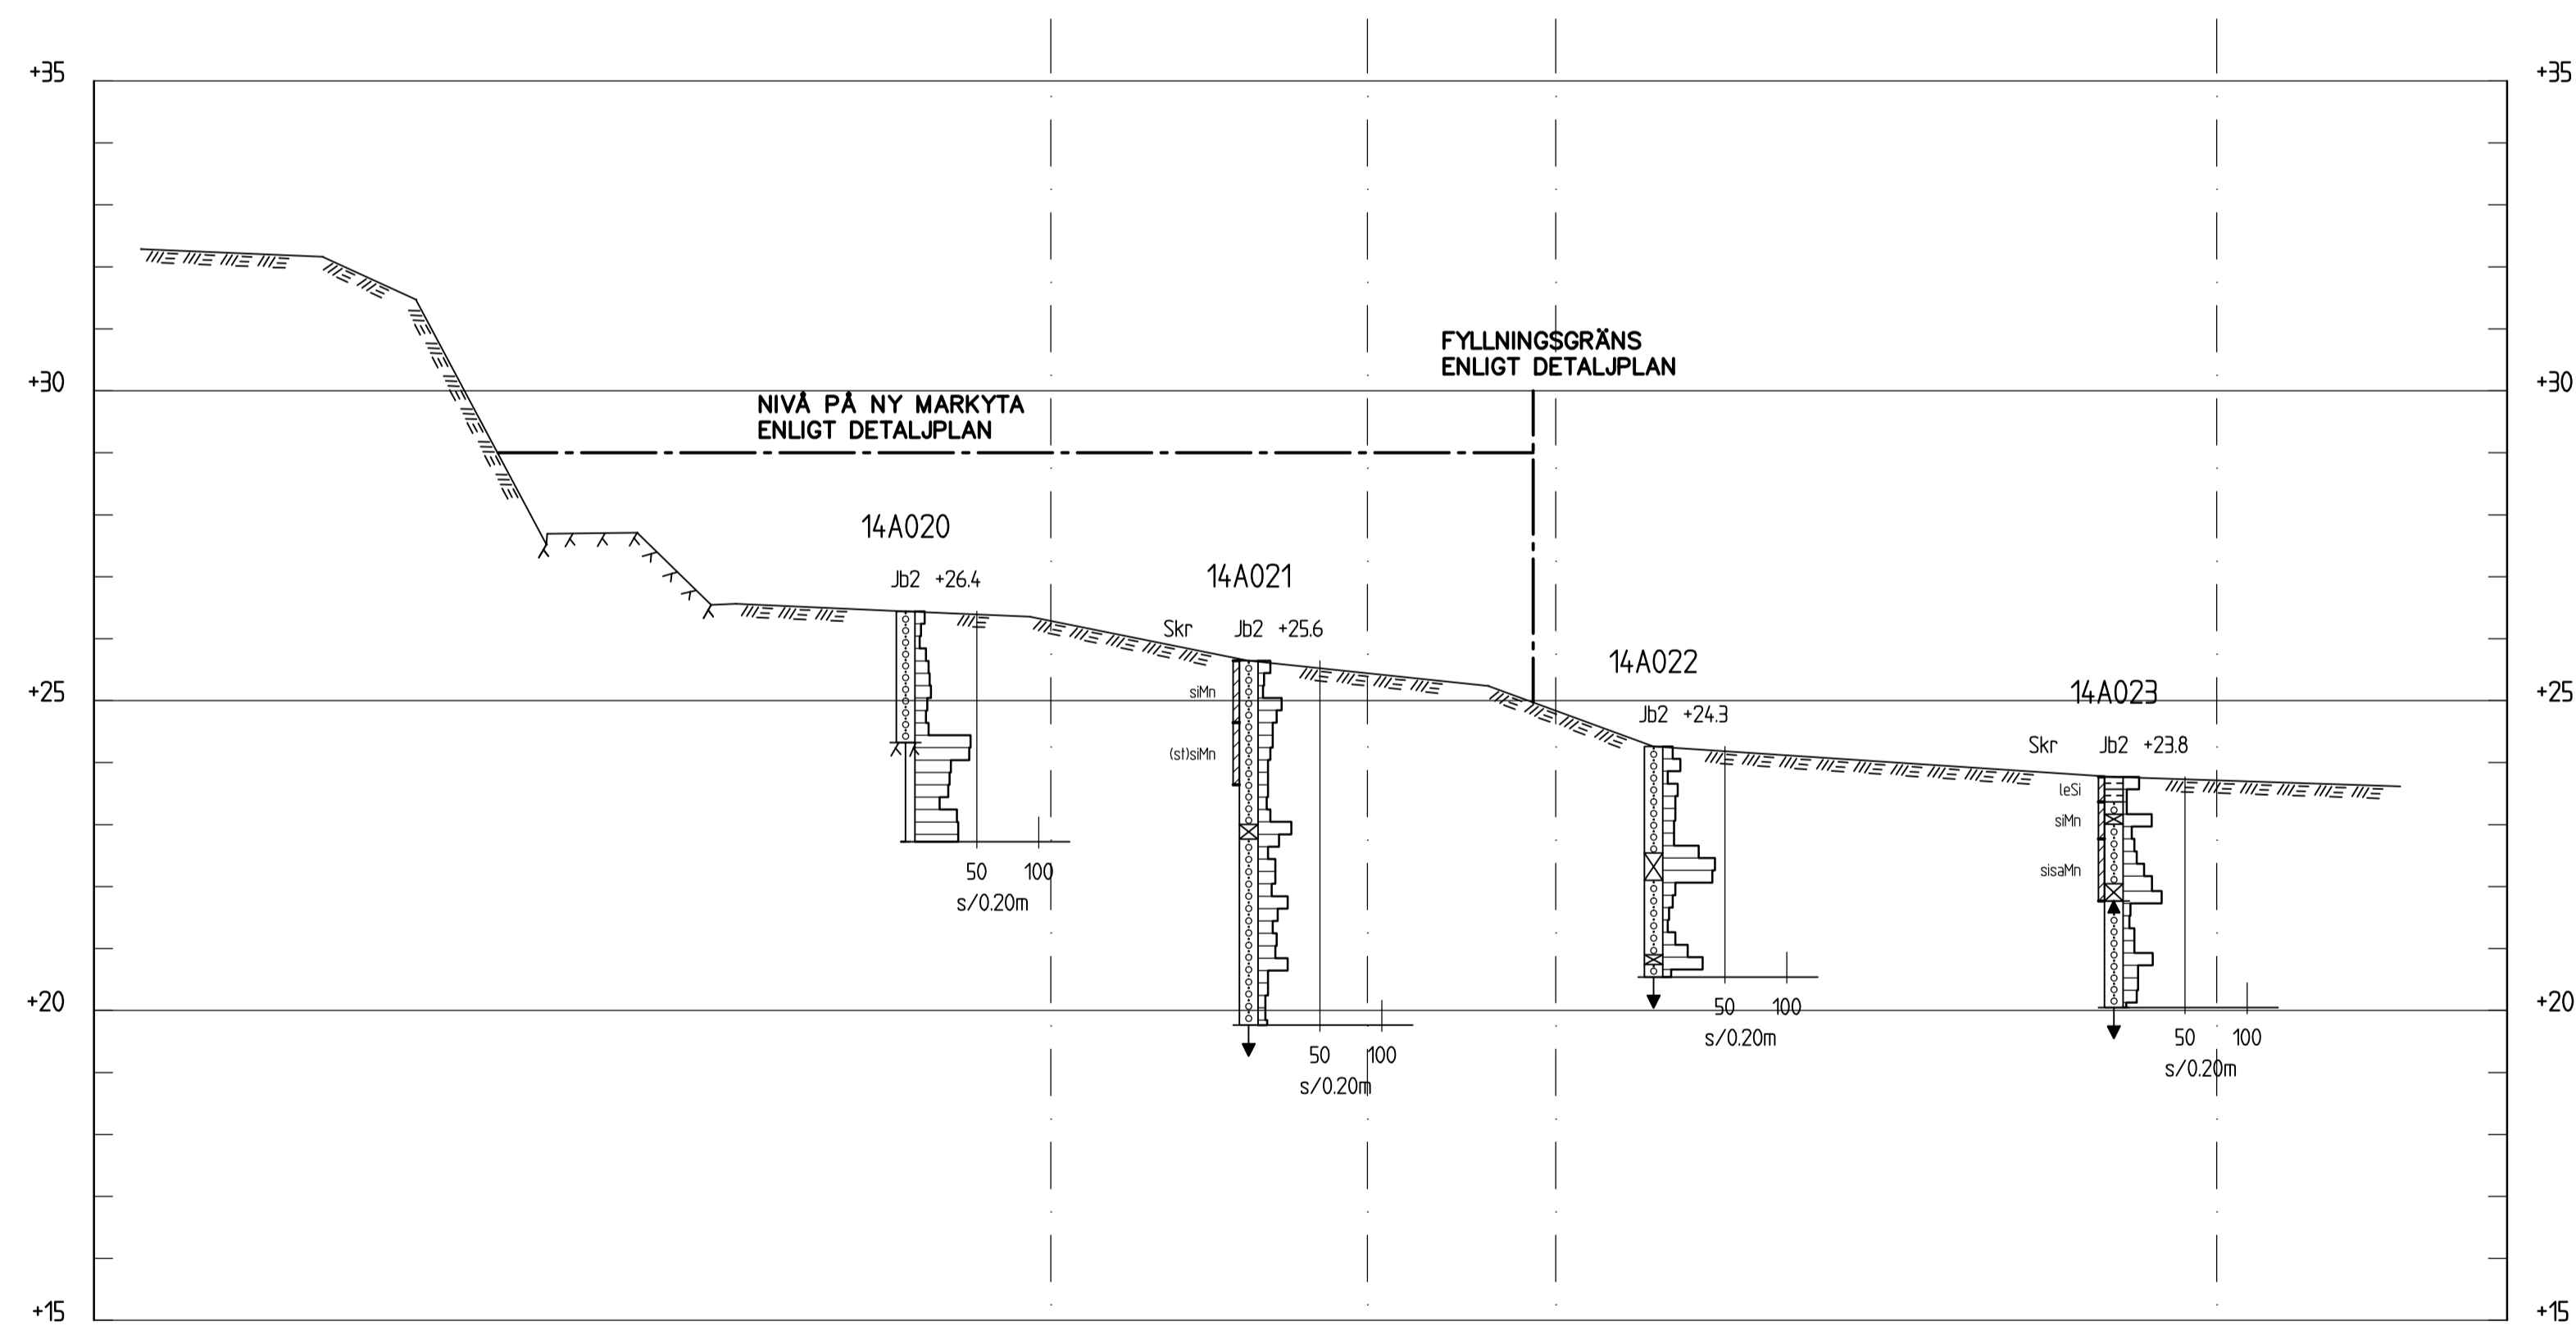 +35
+35
FYLLNINGSGRÄNS
ENLIGT DETALJPLAN
+30
+30
NIVÅ PÅ NY MARKYTA
ENLIGT DETALJPLAN
14A020
Jb2 +26.4
14A021
Skr Jb2 +25.6
14A022
Jb2 +24.3
14A023
Skr Jb2 +23.8
siMn
(st)siMn
+25
+25
leSi
siMn
sisaMn
50 100
s/0.20m
50 100
s/0.20m
50 100
s/0.20m
50 100
s/0.20m
+20
+20
+15
+15